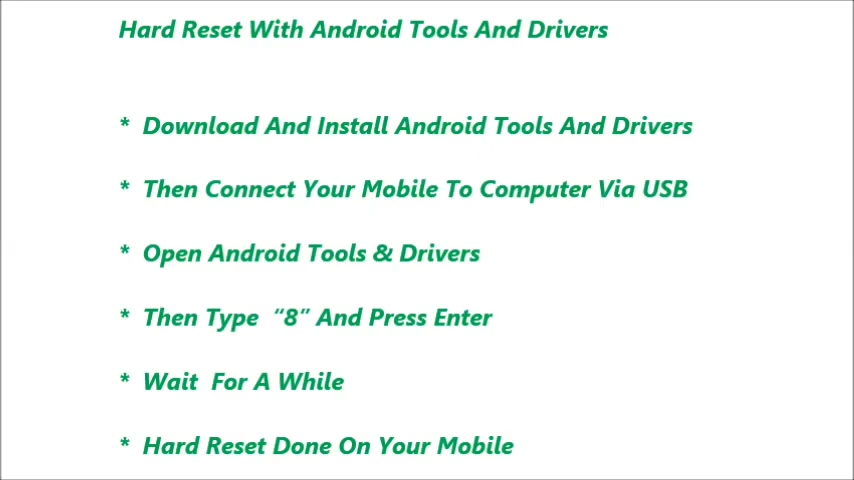 Hard Reset With Android Tools And Drivers
* Download And Install Android Tools And Drivers
* Then Connect Your Mobile To Computer Via USB
* Open Android Tools & Drivers
* Then Type “8” And Press Enter
* Wait For A While
* Hard Reset Done On Your Mobile